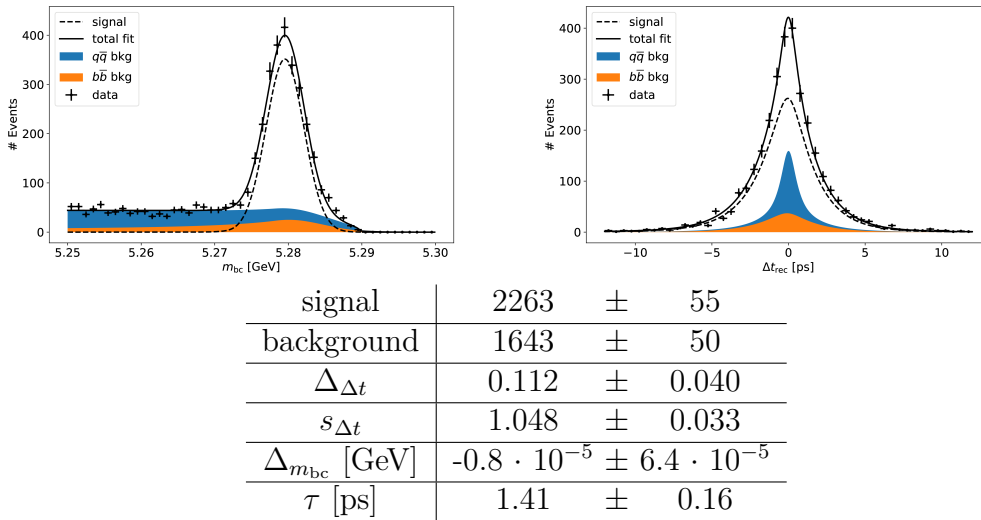 signal
total fit
qq̅ bkg
bb̅ bkg
data
# Events
400
300
200
100
0
5.25 5.26 5.27 5.28 5.29 5.30
m_bc [GeV]
signal
total fit
qq̅ bkg
bb̅ bkg
data
# Events
400
300
200
100
0
−10 −5 0 5 10
Δt_rec [ps]
signal 2263 ± 55
background 1643 ± 50
Δ_Δt 0.112 ± 0.040
s_Δt 1.048 ± 0.033
Δ_m_bc [GeV] -0.8 · 10⁻⁵ ± 6.4 · 10⁻⁵
τ [ps] 1.41 ± 0.16